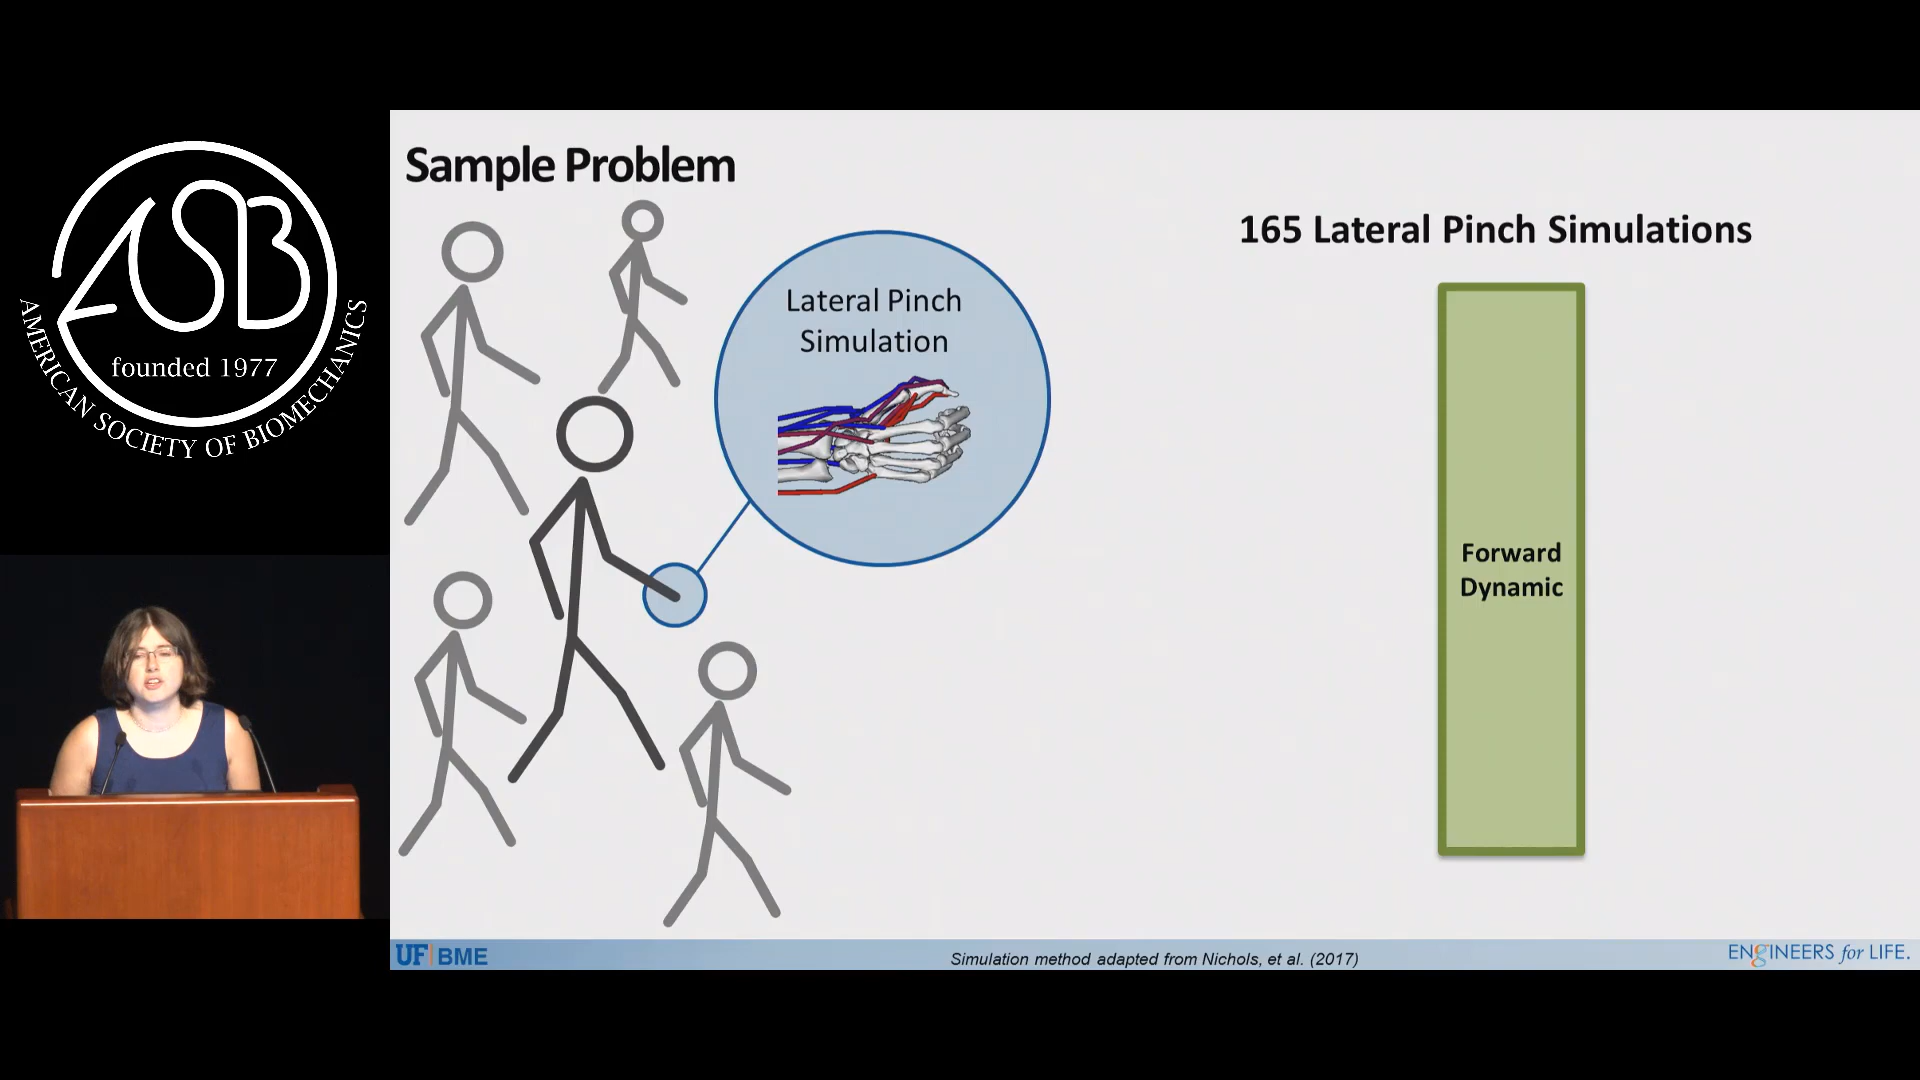 ASB
founded 1977
AMERICAN SOCIETY OF BIOMECHANICS
Sample Problem
165 Lateral Pinch Simulations
Lateral Pinch
Simulation
Forward
Dynamic
UF BME
Simulation method adapted from Nichols, et al. (2017)
ENGINEERS for LIFE.